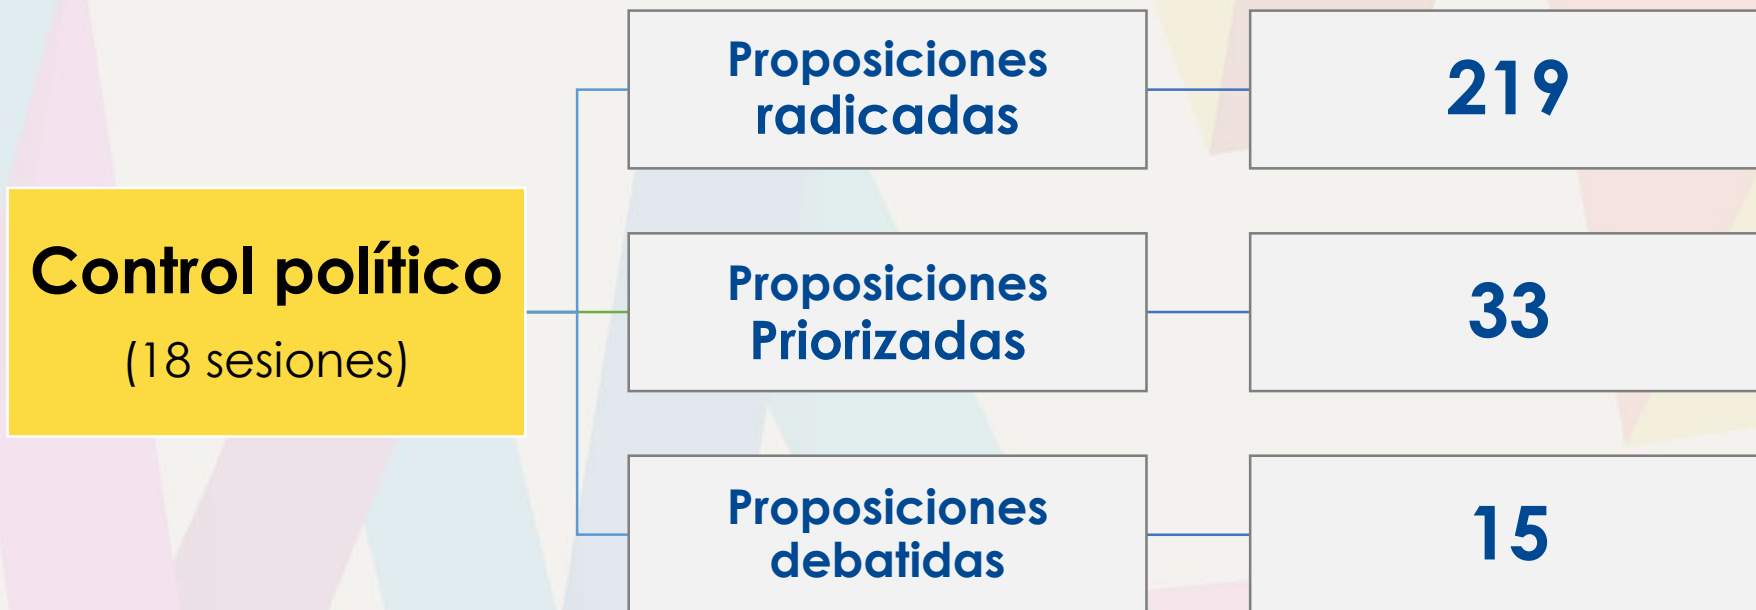 Control político
(18 sesiones)
Proposiciones
radicadas
219
Proposiciones
Priorizadas
33
Proposiciones
debatidas
15